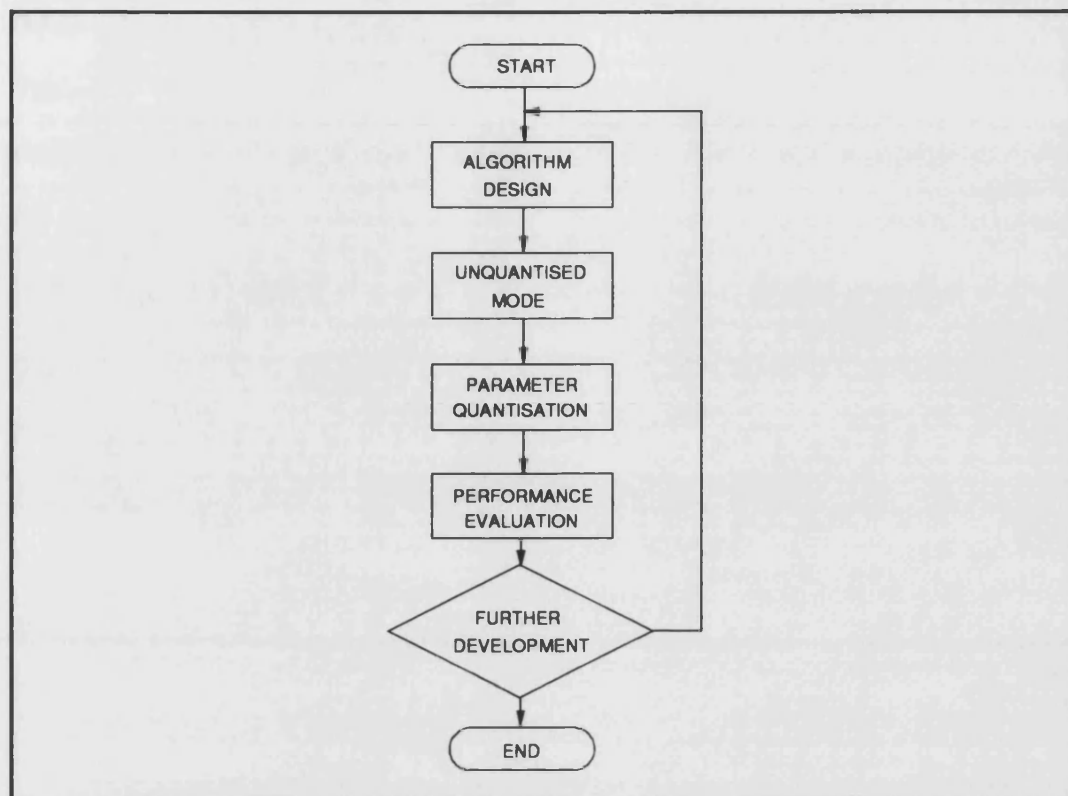 START
ALGORITHM
DESIGN
UNQUANTISED
MODE
PARAMETER
QUANTISATION
PERFORMANCE
EVALUATION
FURTHER
DEVELOPMENT
END